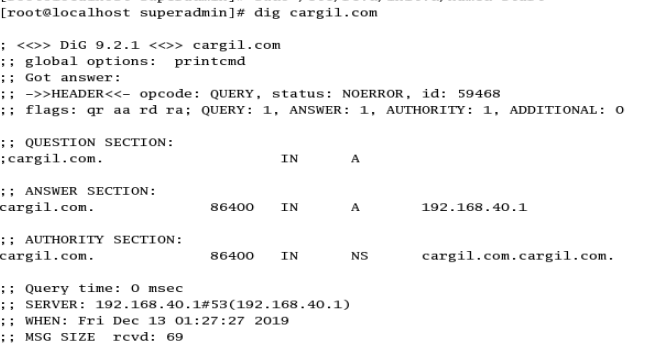 [root@localhost superadmin]# dig cargil.com
; <<>> DiG 9.2.1 <<>> cargil.com
;; global options:  printcmd
;; Got answer:
;; ->>HEADER<<- opcode: QUERY, status: NOERROR, id: 59468
;; flags: qr aa rd ra; QUERY: 1, ANSWER: 1, AUTHORITY: 1, ADDITIONAL: 0
;; QUESTION SECTION:
;cargil.com. IN A
;; ANSWER SECTION:
cargil.com. 86400 IN A 192.168.40.1
;; AUTHORITY SECTION:
cargil.com. 86400 IN NS cargil.com.cargil.com.
;; Query time: 0 msec
;; SERVER: 192.168.40.1#53(192.168.40.1)
;; WHEN: Fri Dec 13 01:27:27 2019
;; MSG SIZE  rcvd: 69